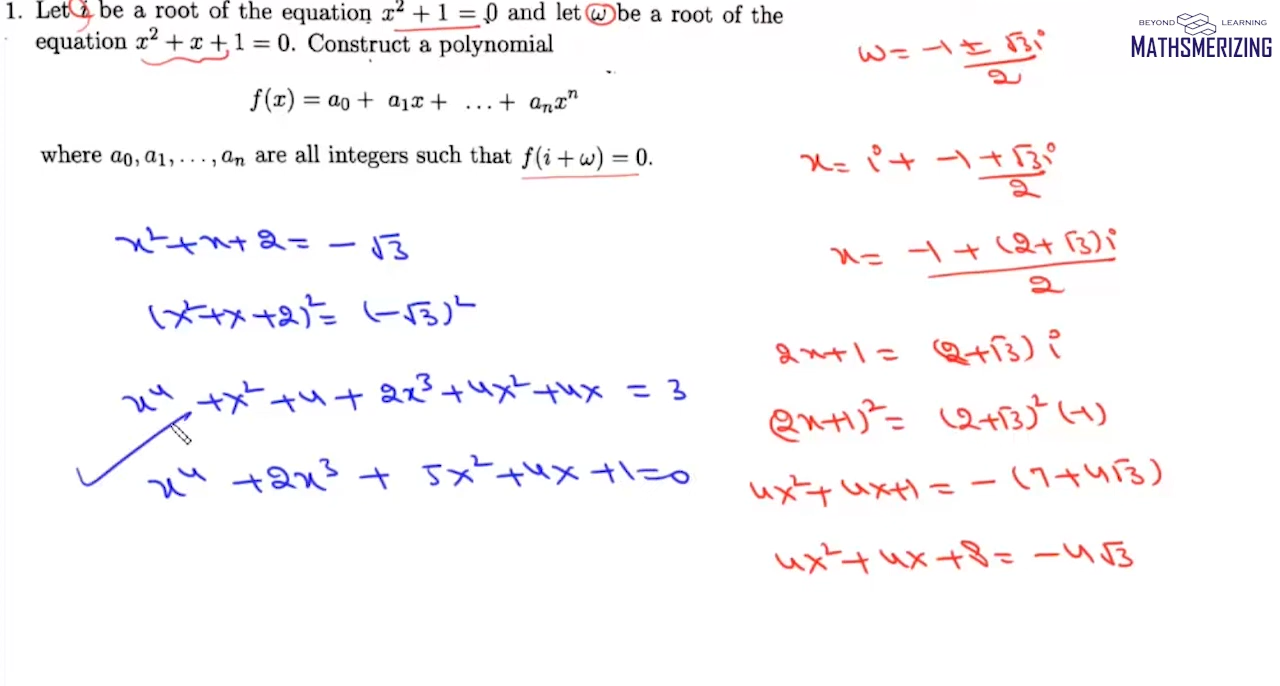 1. Let i be a root of the equation x² + 1 = 0 and let ω be a root of the
equation x² + x + 1 = 0. Construct a polynomial
f(x) = a₀ + a₁x + ... + aₙxⁿ
where a₀, a₁, ..., aₙ are all integers such that f(i + ω) = 0.
x² + x + 2 = - √3
(x² + x + 2)² = (-√3)²
x⁴ + x² + 4 + 2x³ + 4x² + 4x = 3
x⁴ + 2x³ + 5x² + 4x + 1 = 0
BEYOND LEARNING
MATHSMERIZING
ω = -1 ± √3i / 2
x = i + -1 + √3i / 2
x = -1 + (2 + √3)i / 2
2x + 1 = (2 + √3) i
(2x + 1)² = (2 + √3)² (-1)
4x² + 4x + 1 = - (7 + 4√3)
4x² + 4x + 8 = - 4√3